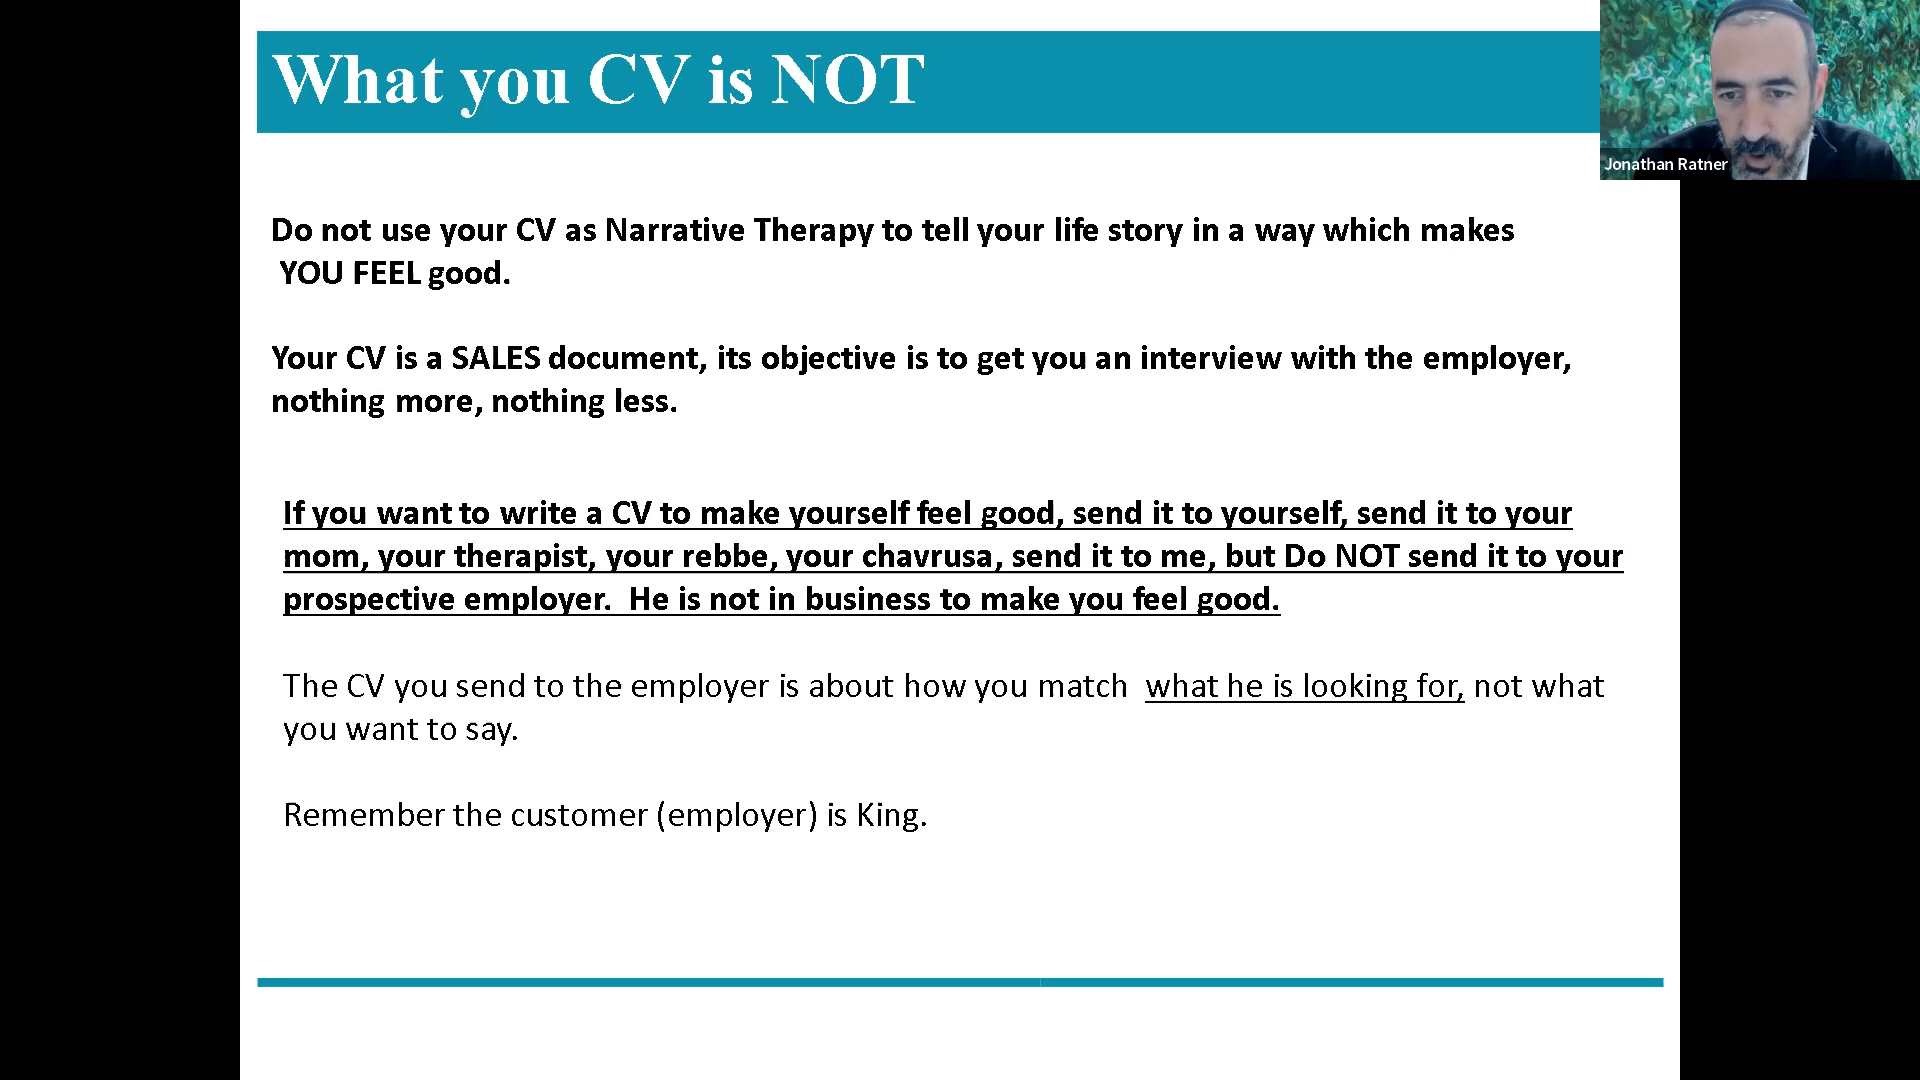 What you CV is NOT
Jonathan Ratner
Do not use your CV as Narrative Therapy to tell your life story in a way which makes
YOU FEEL good.
Your CV is a SALES document, its objective is to get you an interview with the employer,
nothing more, nothing less.
If you want to write a CV to make yourself feel good, send it to yourself, send it to your
mom, your therapist, your rebbe, your chavrusa, send it to me, but Do NOT send it to your
prospective employer.  He is not in business to make you feel good.
The CV you send to the employer is about how you match  what he is looking for, not what
you want to say.
Remember the customer (employer) is King.